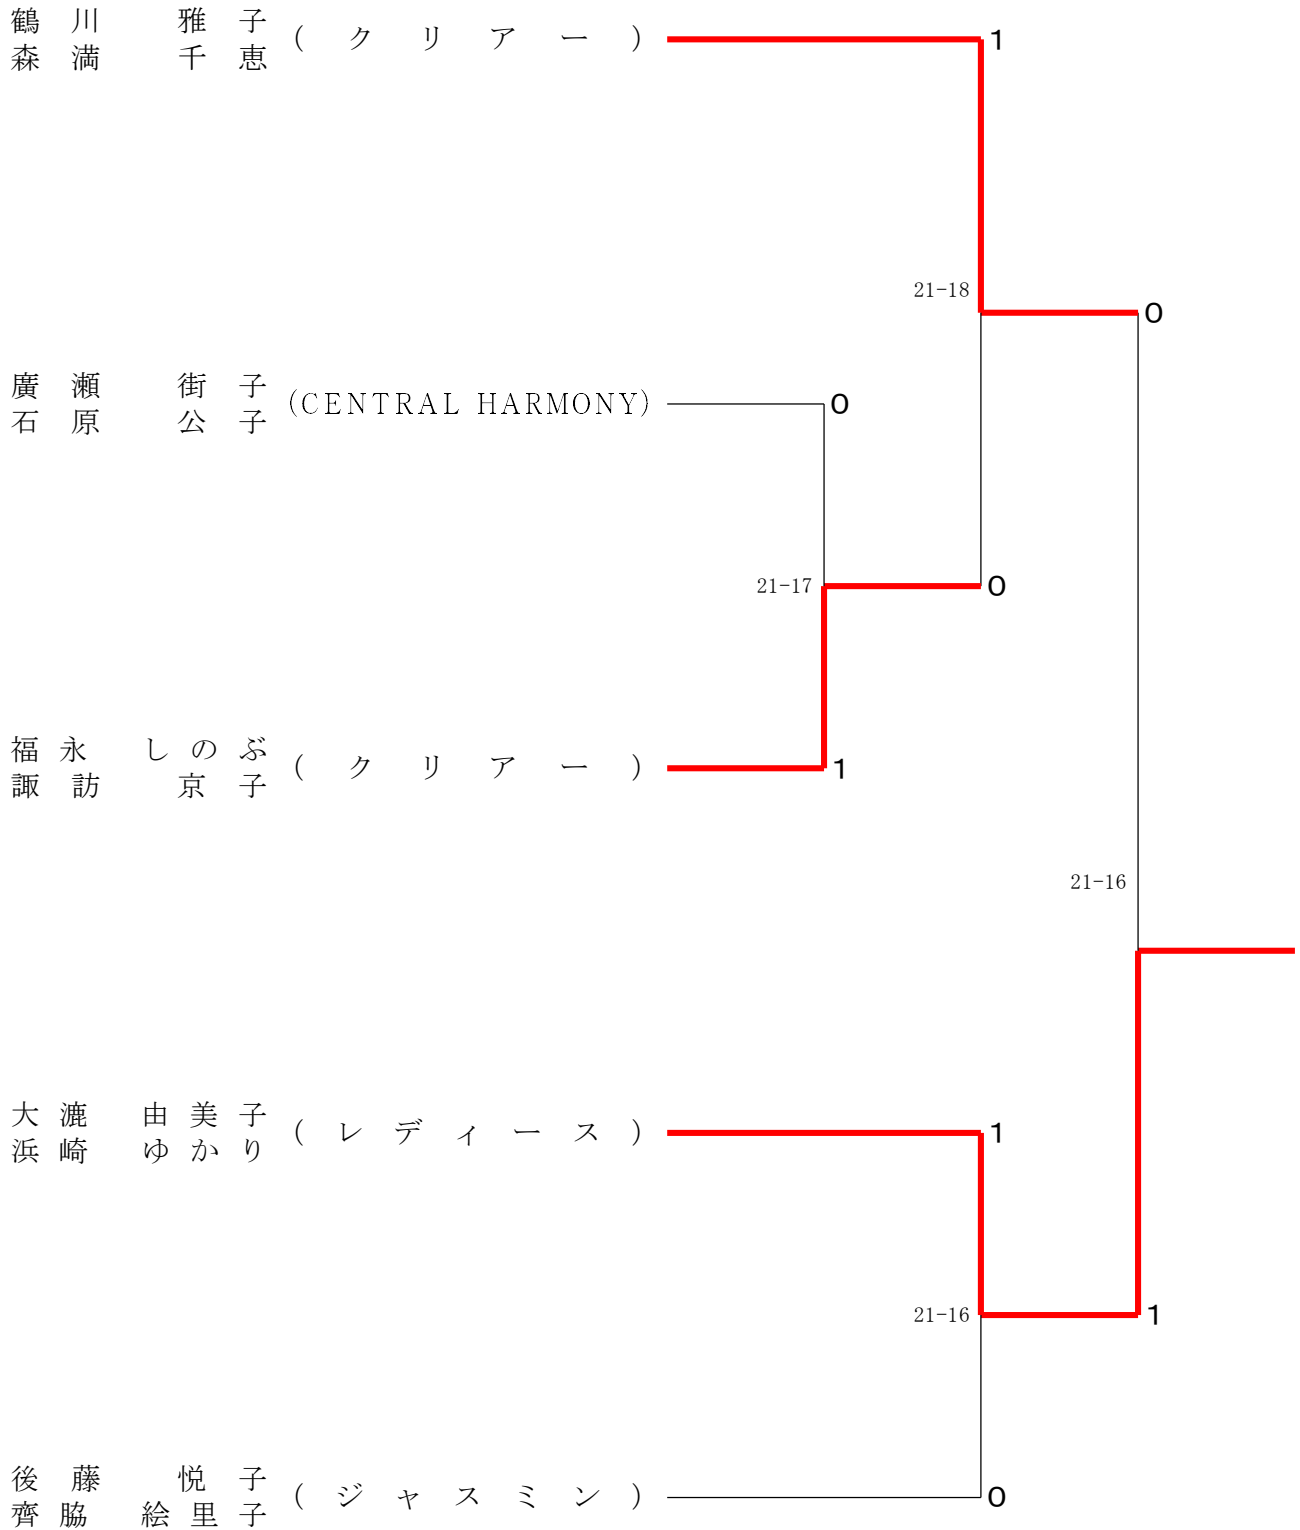 鶴川 雅子
森満 千恵
(クリアー)
1
21-18
0
廣瀬 街子
石原 公子
(CENTRAL HARMONY)
0
21-17
0
福永 しのぶ
諏訪 京子
(クリアー)
1
21-16
大漉 由美子
浜崎 ゆかり
(レディース)
1
21-16
1
後藤 悦子
齊脇 絵里子
(ジャスミン)
0